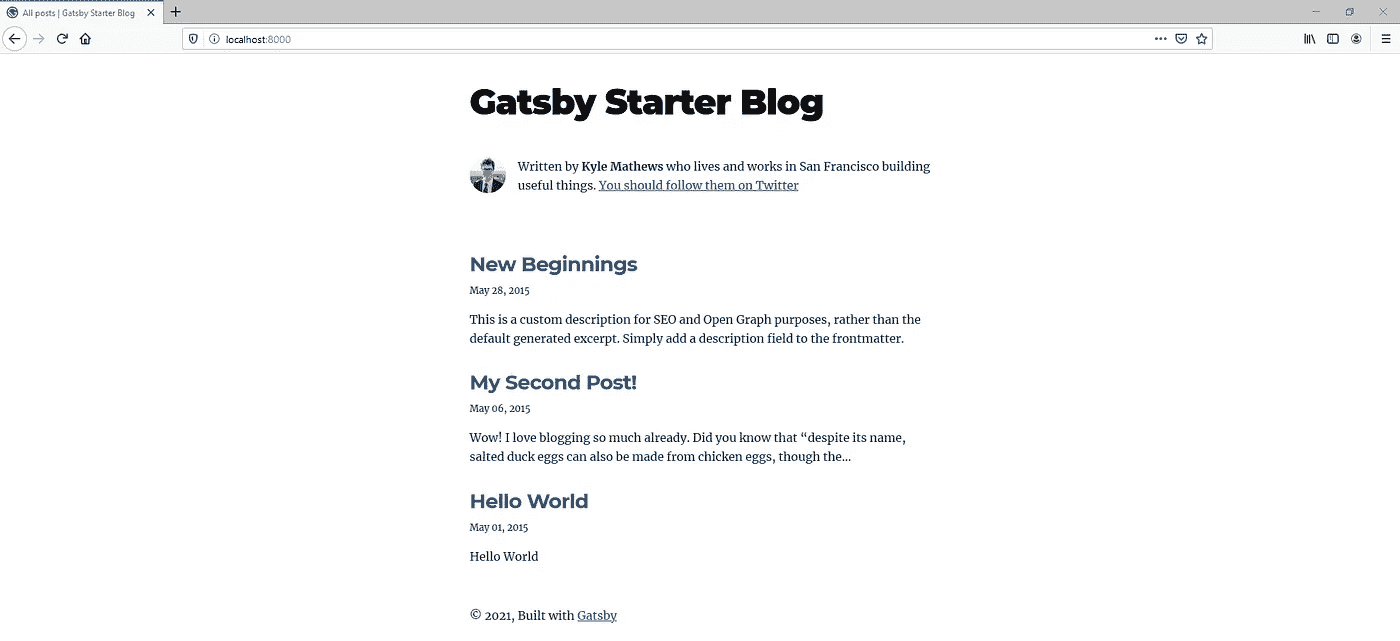 All posts | Gatsby Starter Blog
localhost:8000
Gatsby Starter Blog
Written by Kyle Mathews who lives and works in San Francisco building
useful things. You should follow them on Twitter
New Beginnings
May 28, 2015
This is a custom description for SEO and Open Graph purposes, rather than the
default generated excerpt. Simply add a description field to the frontmatter.
My Second Post!
May 06, 2015
Wow! I love blogging so much already. Did you know that “despite its name,
salted duck eggs can also be made from chicken eggs, though the…
Hello World
May 01, 2015
Hello World
© 2021, Built with Gatsby